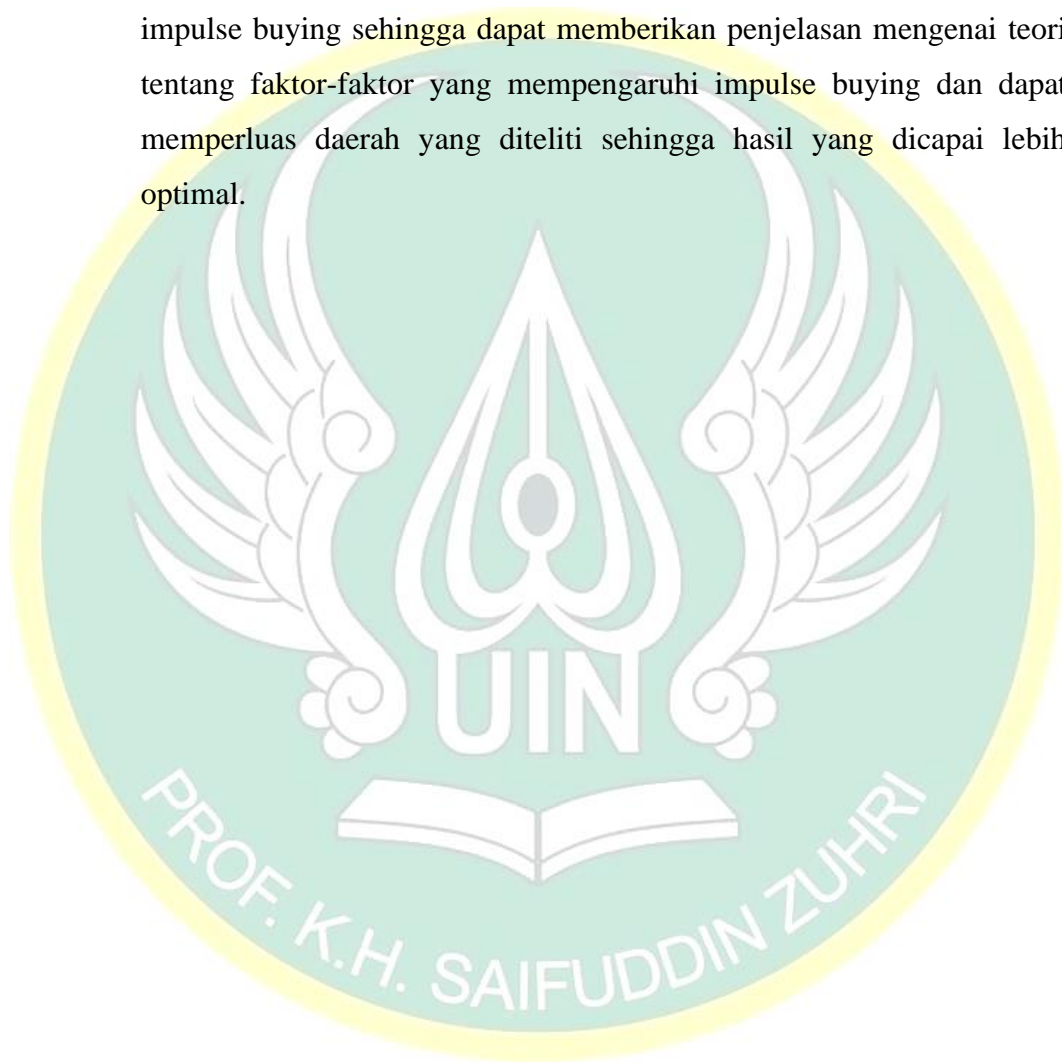 impulse buying sehingga dapat memberikan penjelasan mengenai teori
tentang faktor-faktor yang mempengaruhi impulse buying dan dapat
memperluas daerah yang diteliti sehingga hasil yang dicapai lebih
optimal.
UIN
PROF. K.H. SAIFUDDIN ZUHRI